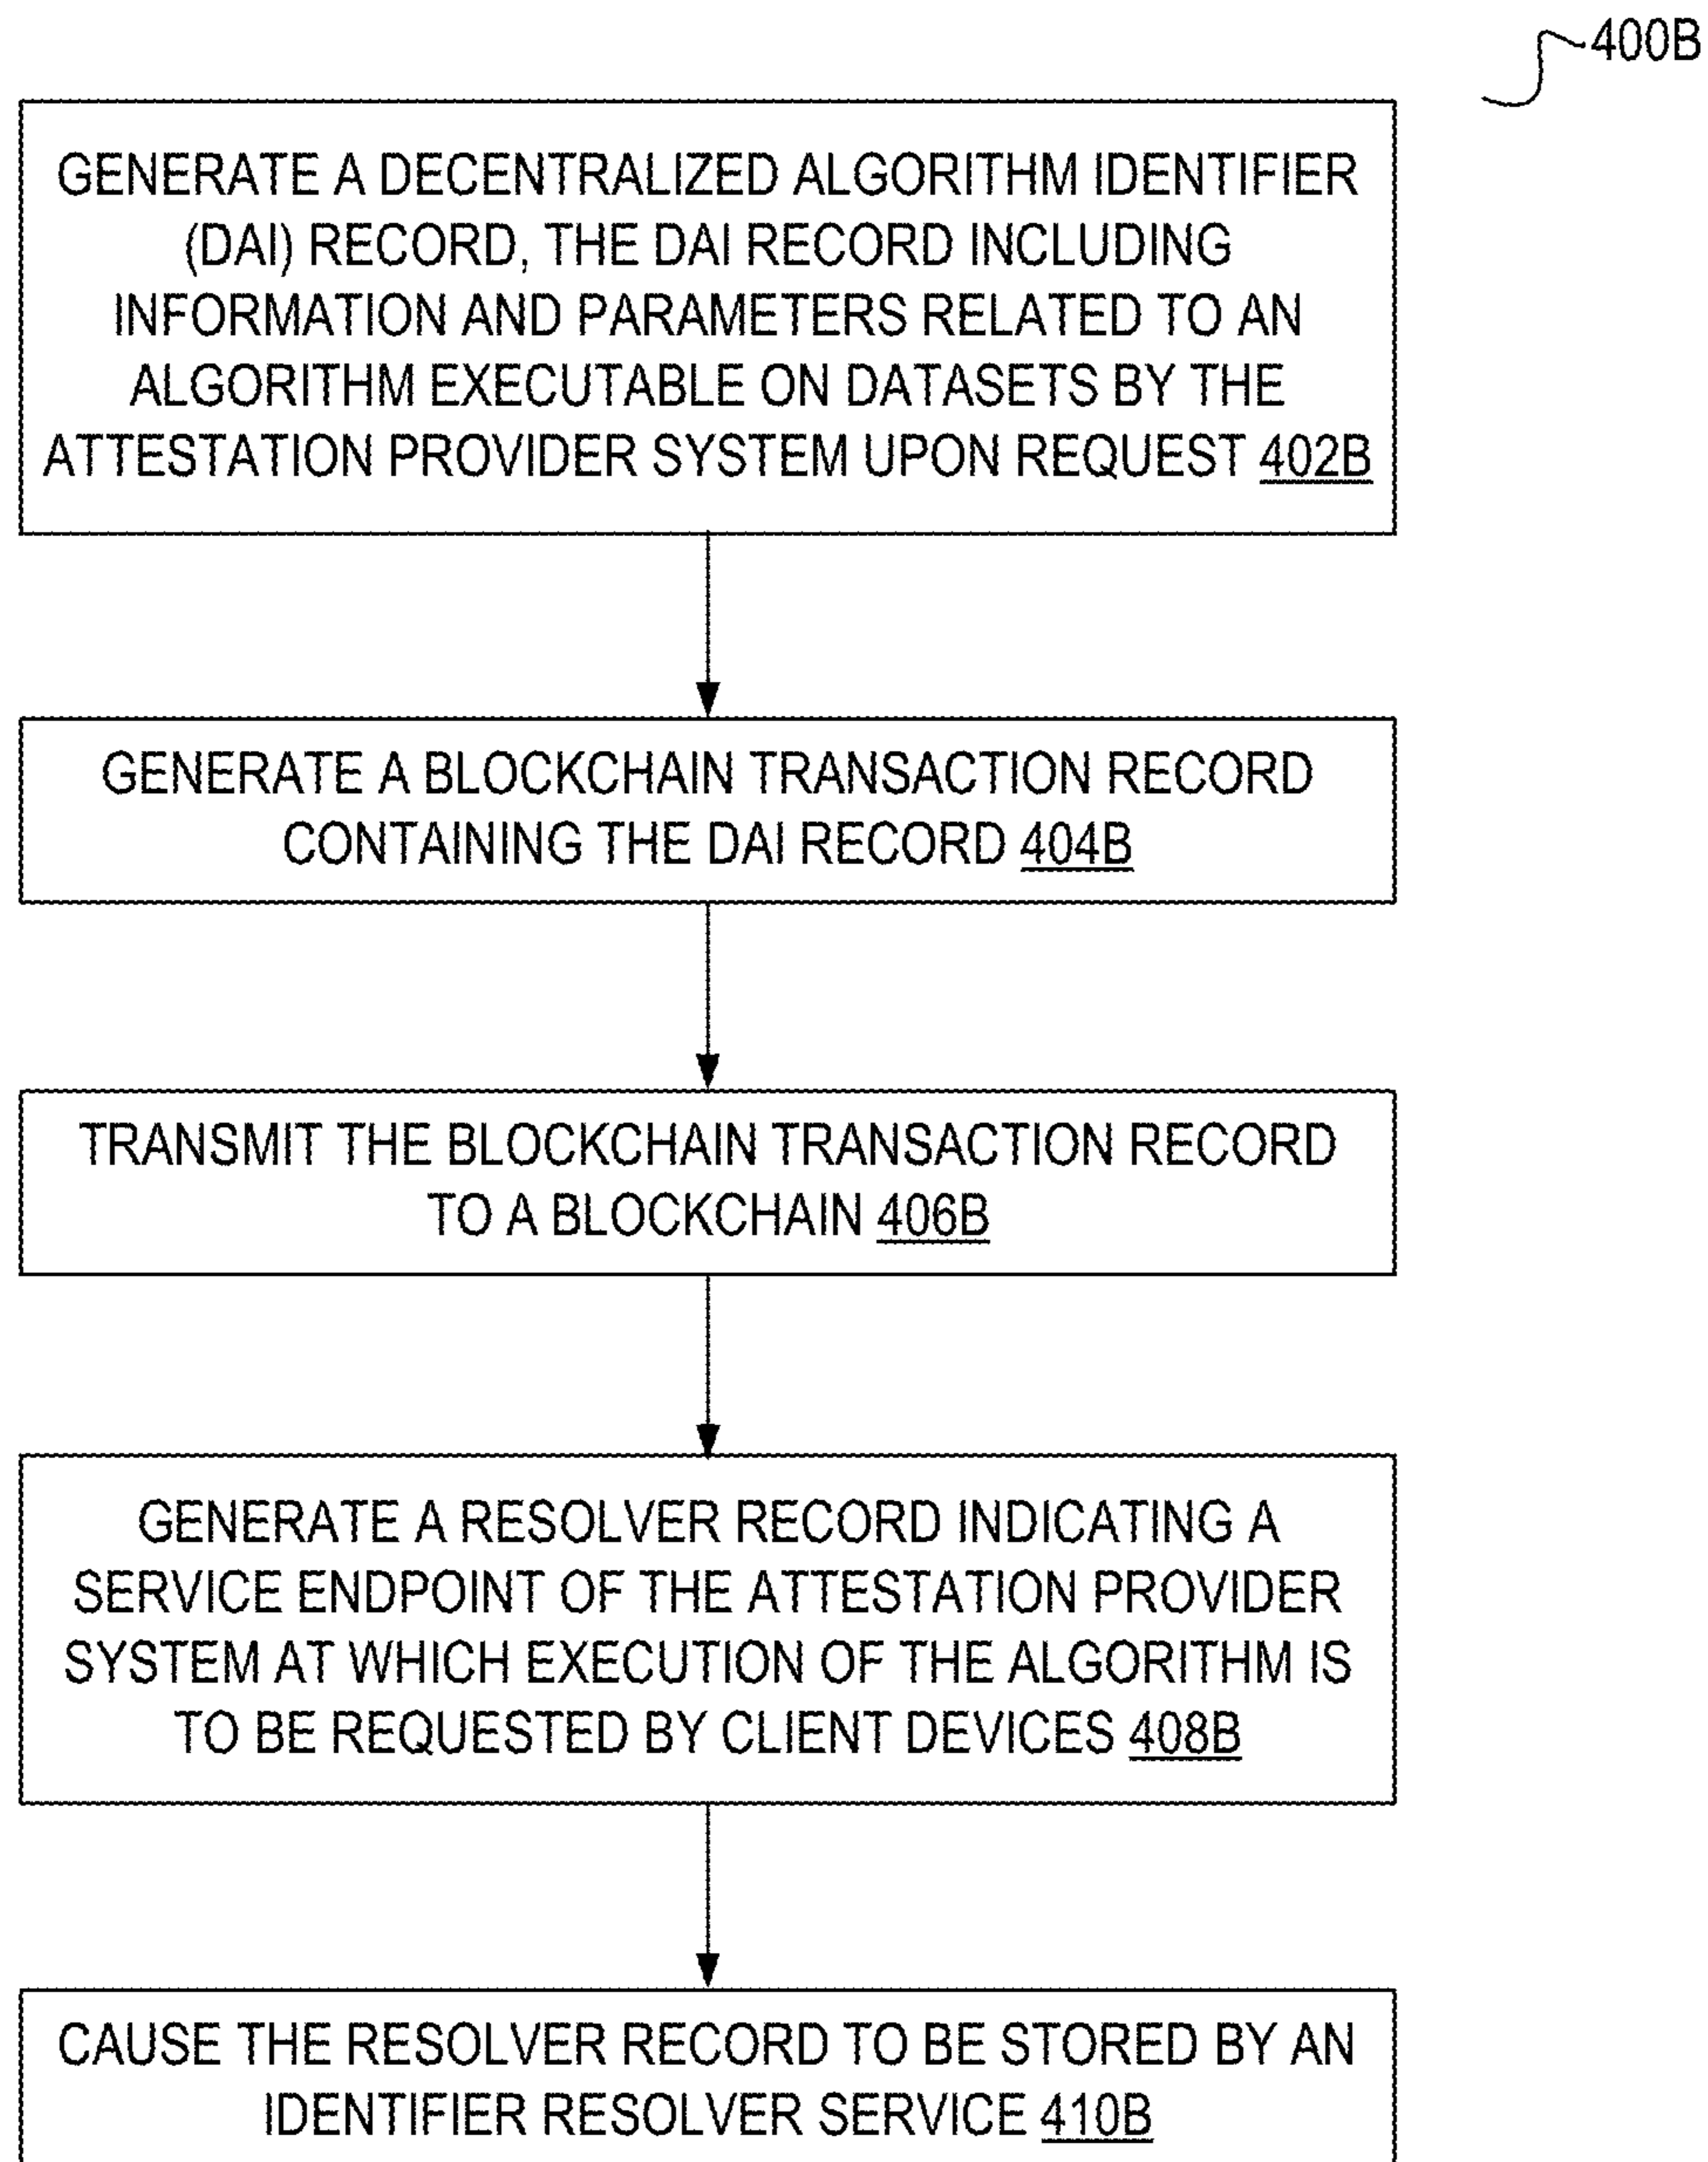 400B
GENERATE A DECENTRALIZED ALGORITHM IDENTIFIER
(DAI) RECORD, THE DAI RECORD INCLUDING
INFORMATION AND PARAMETERS RELATED TO AN
ALGORITHM EXECUTABLE ON DATASETS BY THE
ATTESTATION PROVIDER SYSTEM UPON REQUEST 402B
GENERATE A BLOCKCHAIN TRANSACTION RECORD
CONTAINING THE DAI RECORD 404B
TRANSMIT THE BLOCKCHAIN TRANSACTION RECORD
TO A BLOCKCHAIN 406B
GENERATE A RESOLVER RECORD INDICATING A
SERVICE ENDPOINT OF THE ATTESTATION PROVIDER
SYSTEM AT WHICH EXECUTION OF THE ALGORITHM IS
TO BE REQUESTED BY CLIENT DEVICES 408B
CAUSE THE RESOLVER RECORD TO BE STORED BY AN
IDENTIFIER RESOLVER SERVICE 410B